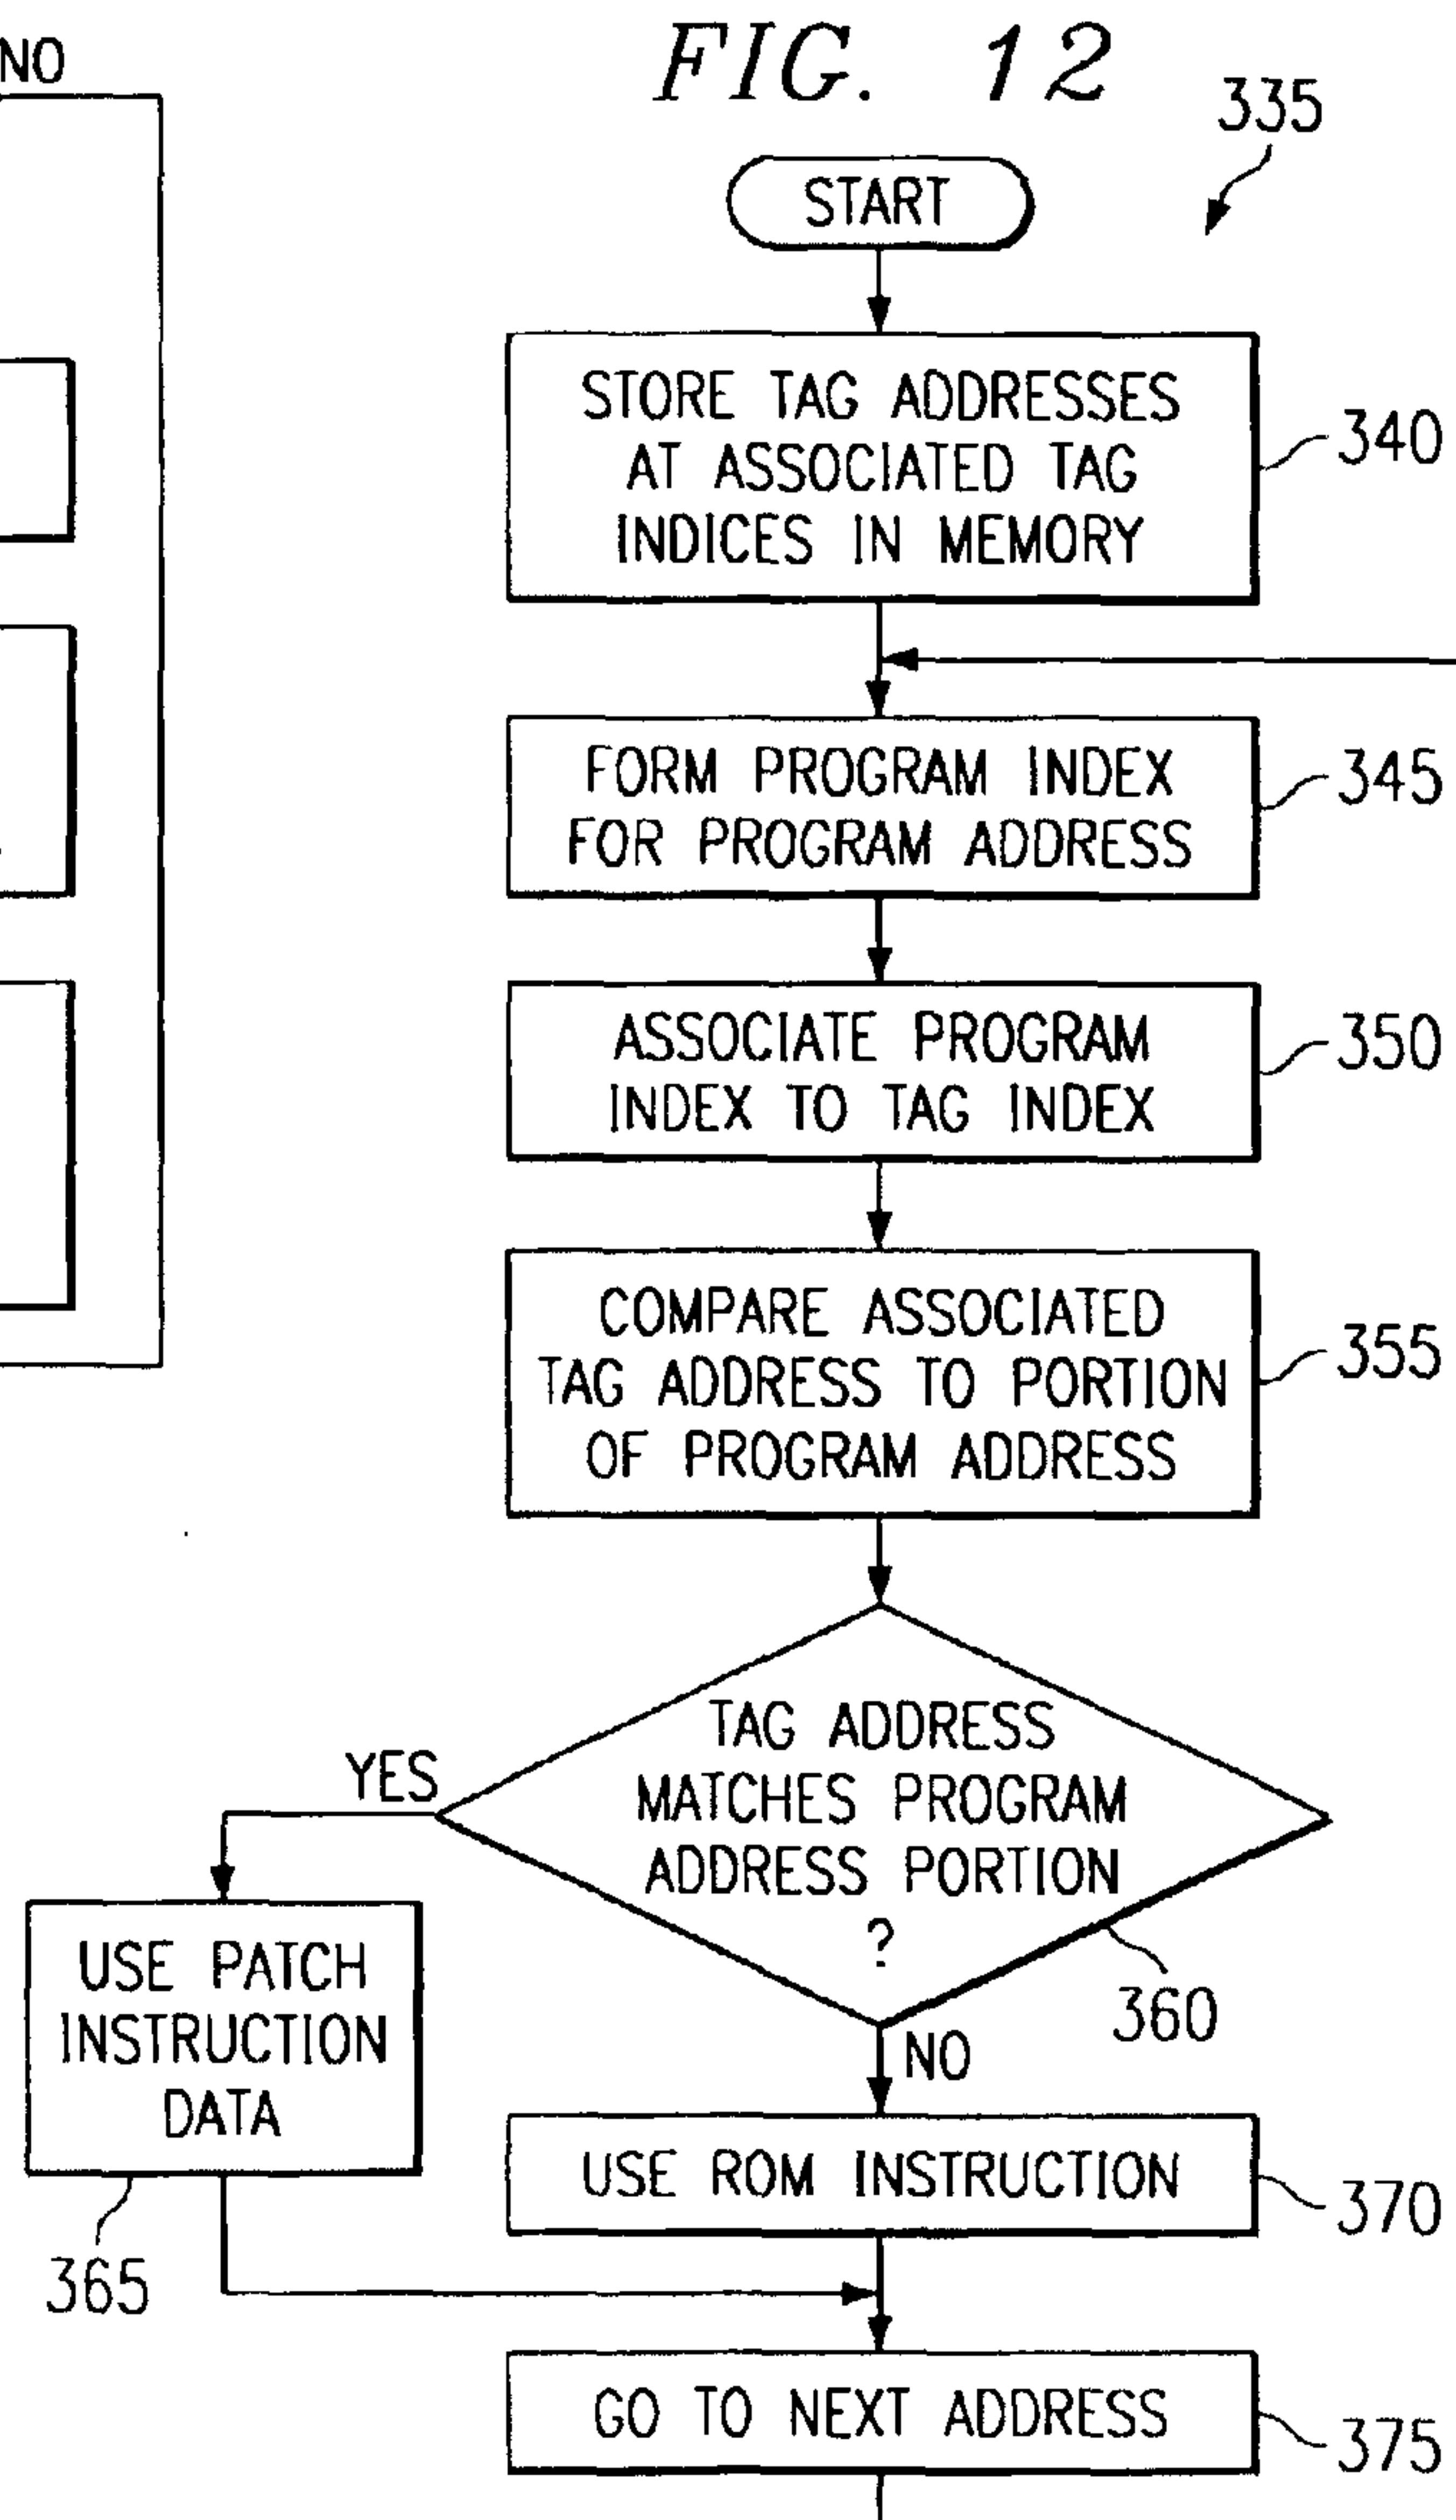 NO
FIG. 12
335
START
STORE TAG ADDRESSES
AT ASSOCIATED TAG
INDICES IN MEMORY
340
FORM PROGRAM INDEX
FOR PROGRAM ADDRESS
345
ASSOCIATE PROGRAM
INDEX TO TAG INDEX
350
COMPARE ASSOCIATED
TAG ADDRESS TO PORTION
OF PROGRAM ADDRESS
355
TAG ADDRESS
MATCHES PROGRAM
ADDRESS PORTION
?
360
YES
USE PATCH
INSTRUCTION
DATA
365
NO
USE ROM INSTRUCTION
370
GO TO NEXT ADDRESS
375